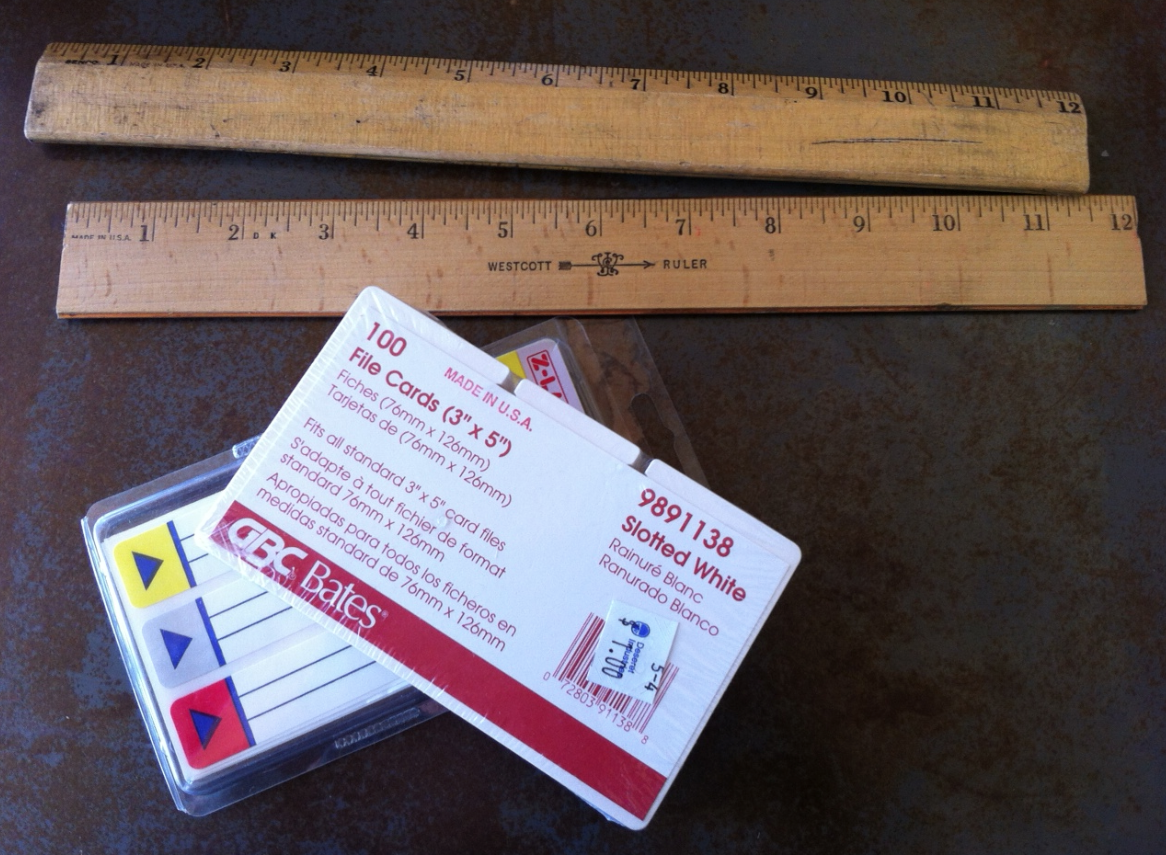 1 2 3 4 5 6 7 8 9 10 11 12
1 2 3 4 5 6 7 8 9 10 11 12
MADE IN U.S.A. D K
WESTCOTT RULER
100
File Cards (3" x 5")
MADE IN U.S.A.
Fiches (76mm x 126mm)
Tarjetas de (76mm x 126mm)
Fits all standard 3" x 5" card files
S'adapte à tout fichier de format
standard 76mm x 126mm
Apropiadas para todos los ficheros en
medidas standard de 76mm x 126mm
GBC Bates®
9891138
Slotted White
Rainuré Blanc
Ranurado Blanco
Deseret
Industries
$1.00
5-4
0 72803 91138 8
Z-LA